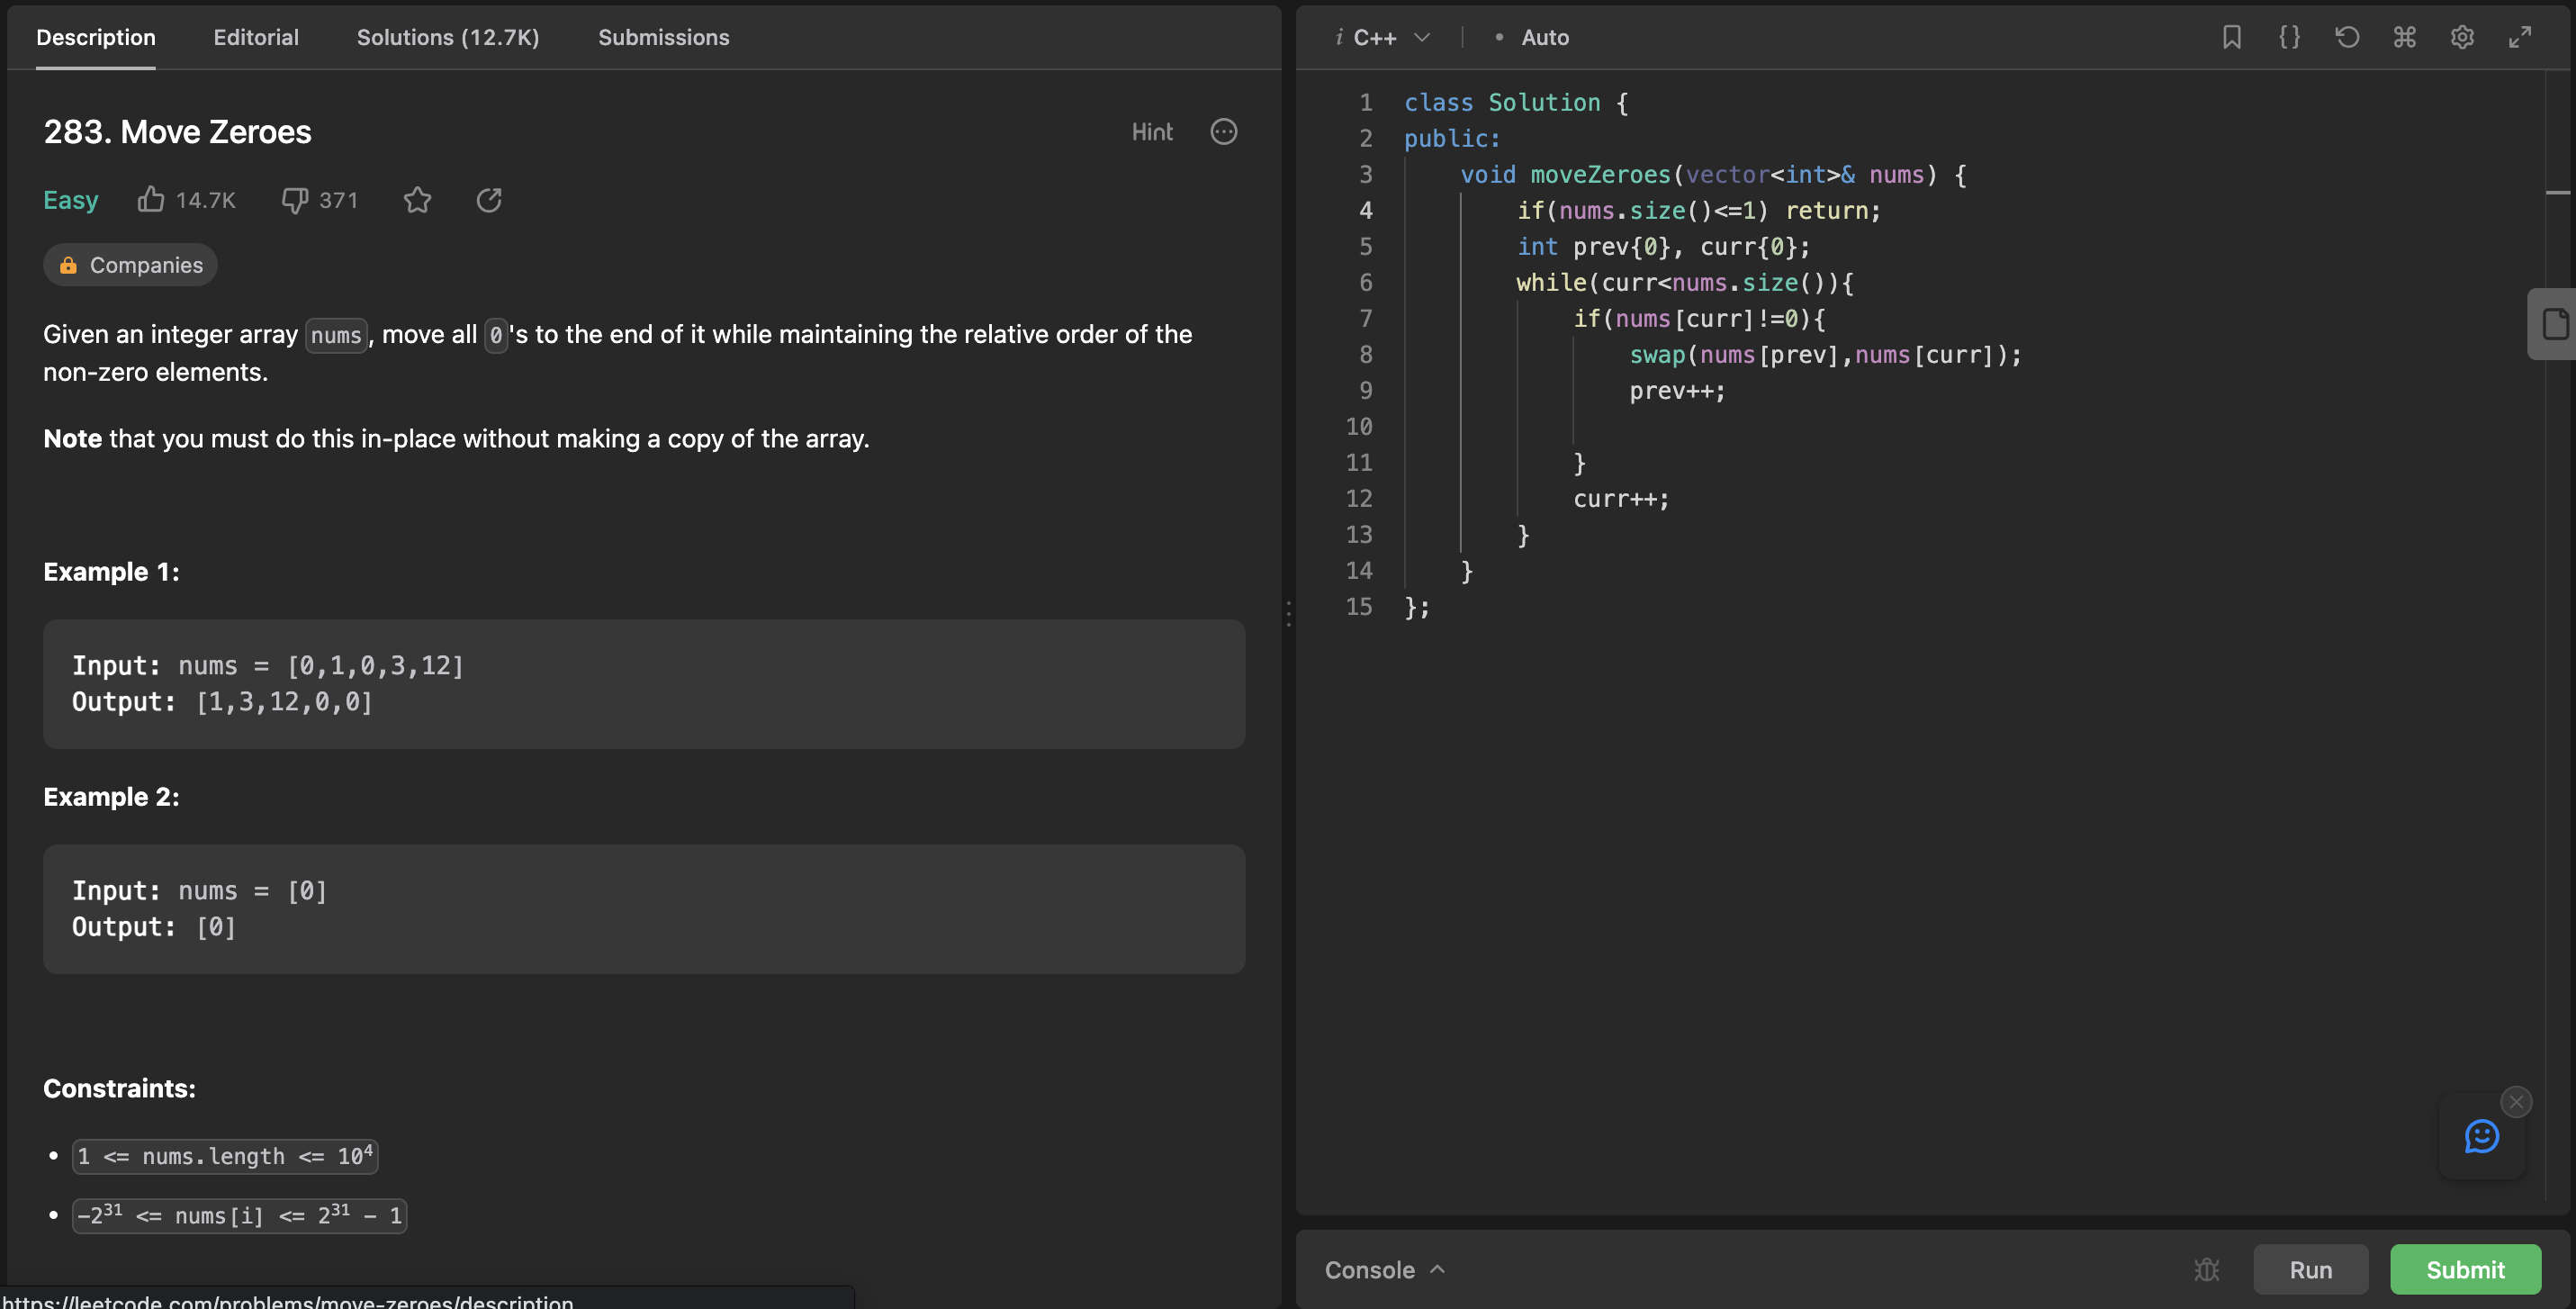 Description Editorial Solutions (12.7K) Submissions
283. Move Zeroes
Hint
Easy 14.7K 371
Companies
Given an integer array nums, move all 0's to the end of it while maintaining the relative order of the
non-zero elements.
Note that you must do this in-place without making a copy of the array.
Example 1:
Input: nums = [0,1,0,3,12]
Output: [1,3,12,0,0]
Example 2:
Input: nums = [0]
Output: [0]
Constraints:
• 1 <= nums.length <= 10⁴
• -2³¹ <= nums[i] <= 2³¹ - 1
https://leetcode.com/problems/move-zeroes/description
i C++ • Auto
1 class Solution {
2 public:
3 void moveZeroes(vector<int>& nums) {
4 if(nums.size()<=1) return;
5 int prev{0}, curr{0};
6 while(curr<nums.size()){
7 if(nums[curr]!=0){
8 swap(nums[prev],nums[curr]);
9 prev++;
10
11 }
12 curr++;
13 }
14 }
15 };
Console
Run
Submit